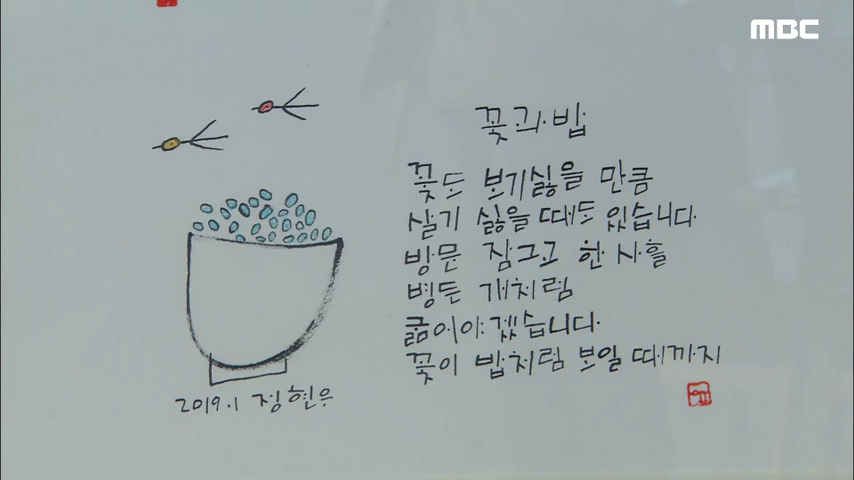 MBC
꽃과 밥
꽃도 보기싫을 만큼
살기 싫을 때도 있습니다.
방문 잠그고 한 사흘
병든 개처럼
굶어야 겠습니다.
꽃이 밥처럼 보일 때까지
2019.1 정현우